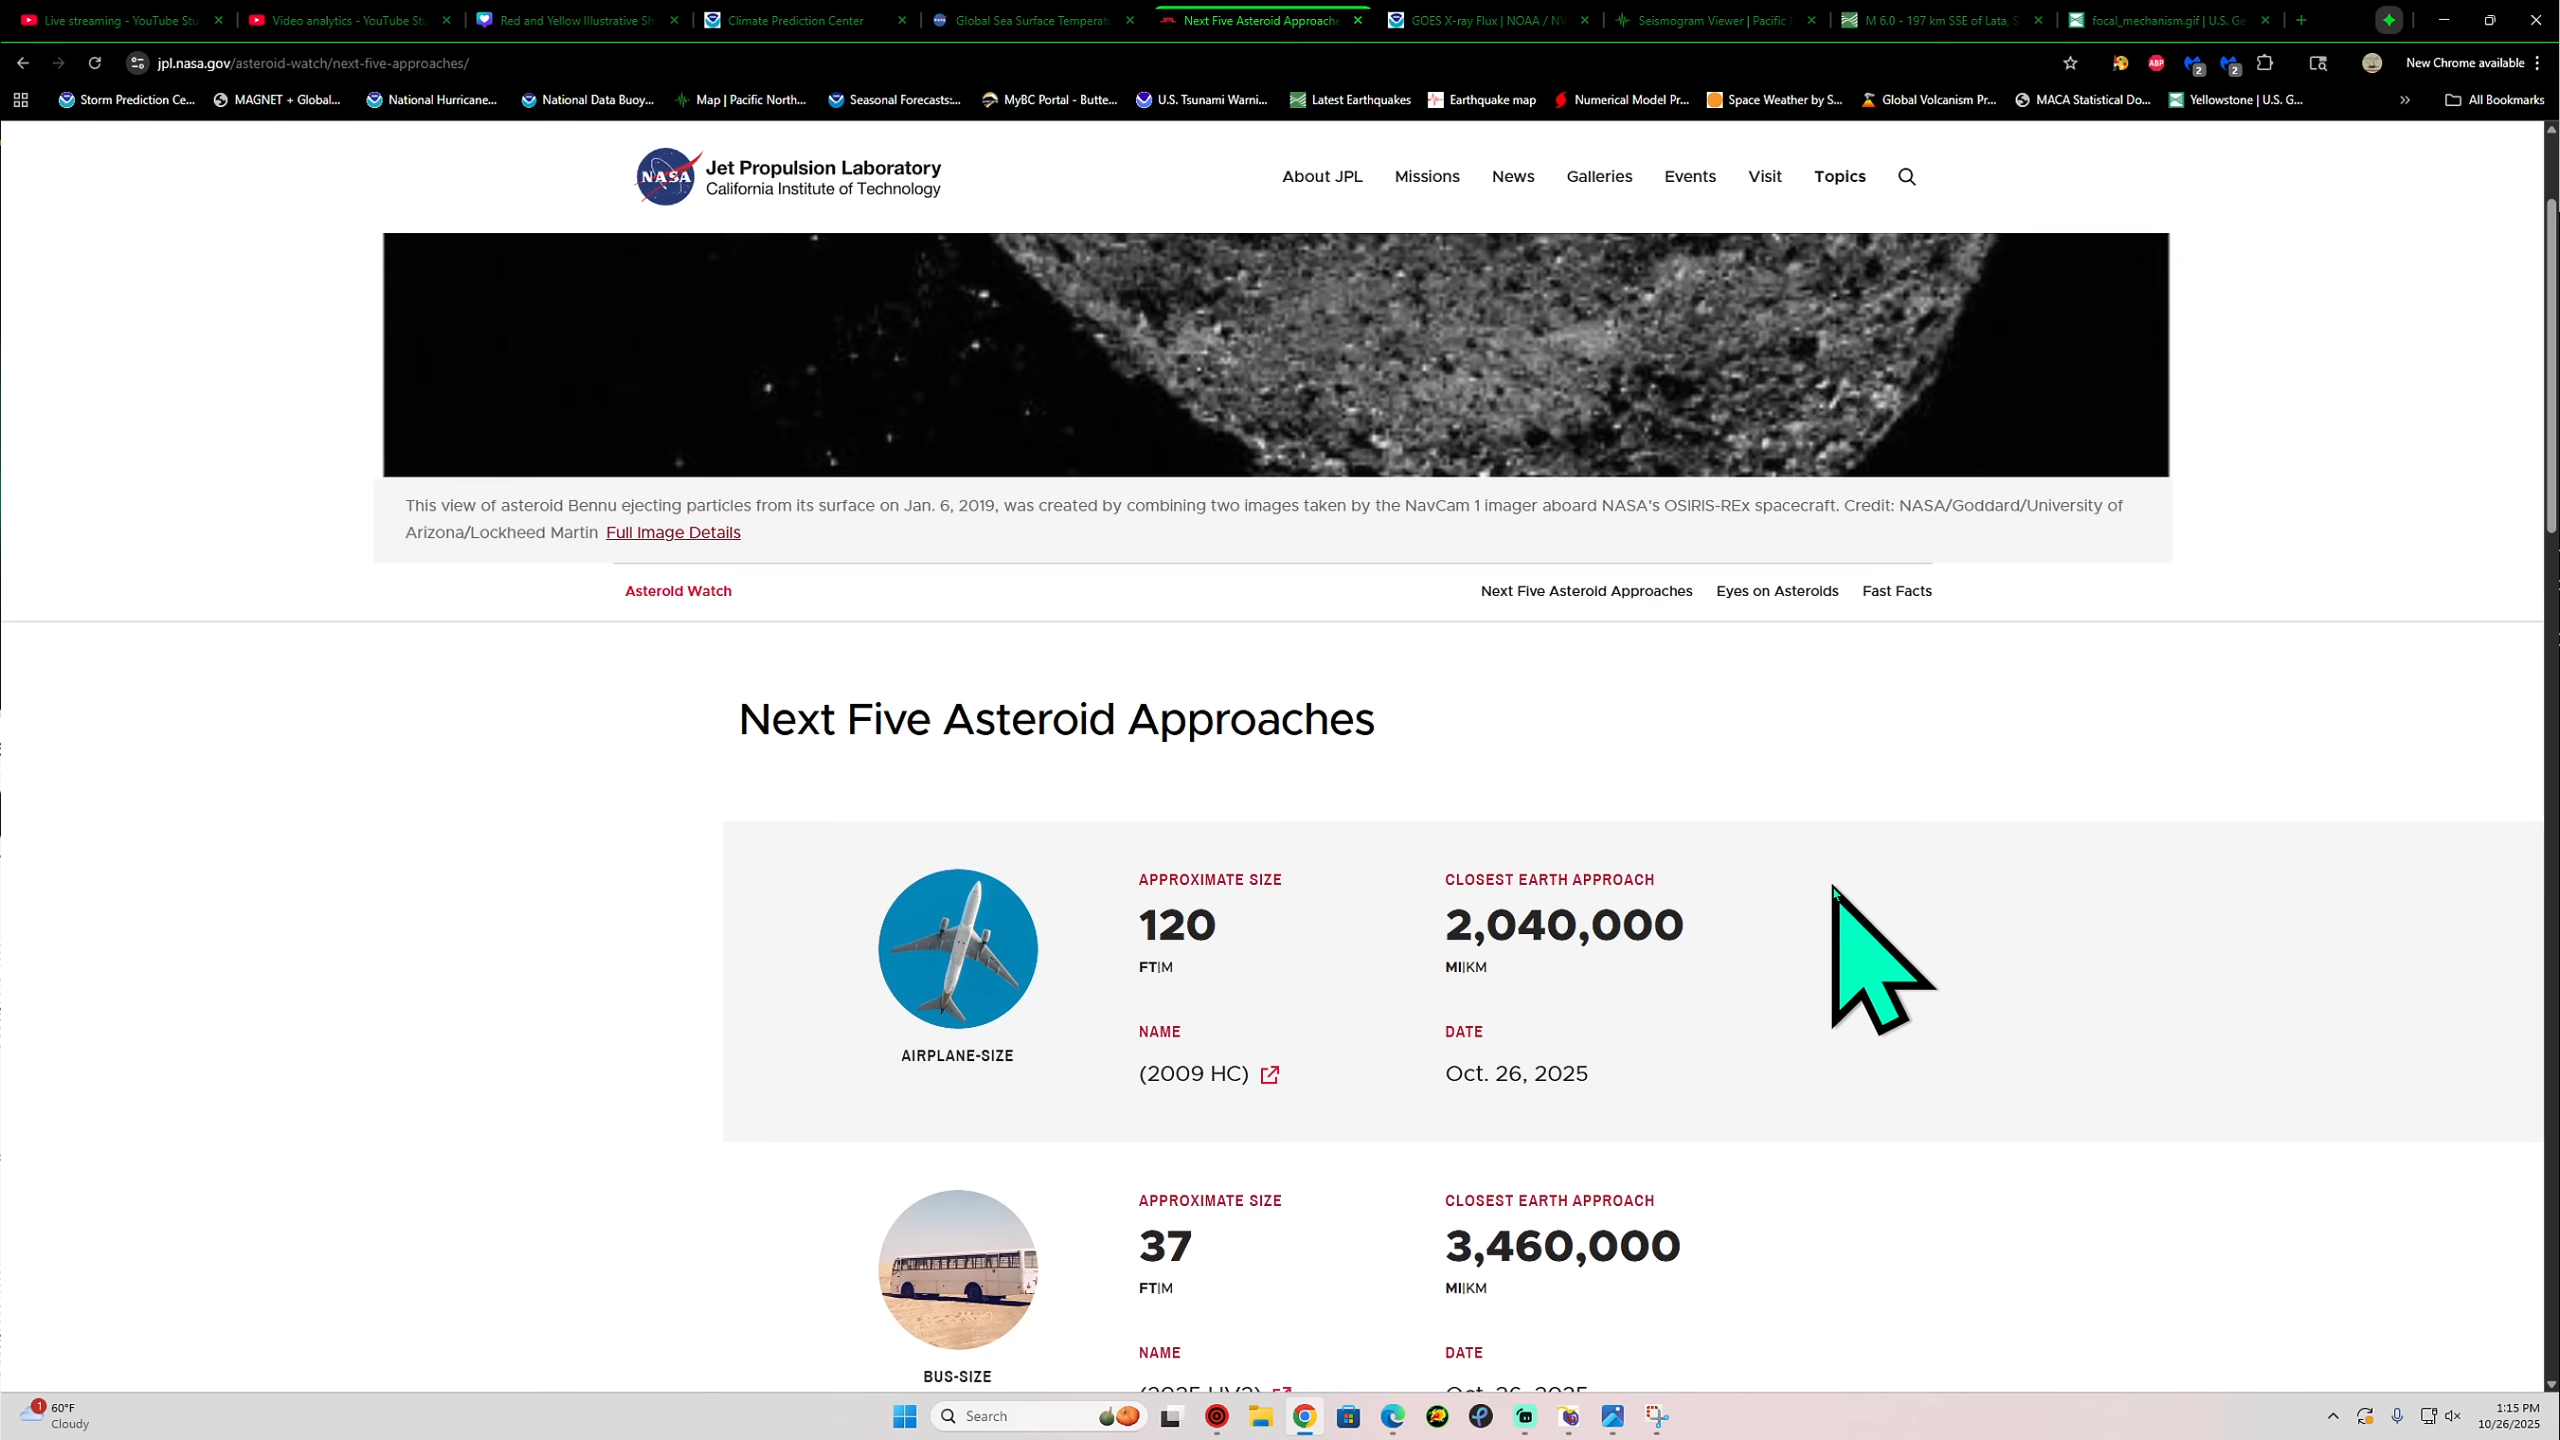 Live streaming - YouTube Stu
Video analytics - YouTube Stu
Red and Yellow Illustrative Sh
Climate Prediction Center
Global Sea Surface Temperatu
Next Five Asteroid Approache
GOES X-ray Flux | NOAA / NW
Seismogram Viewer | Pacific
M 6.0 - 197 km SSE of Lata, S
focal_mechanism.gif | U.S. Ge
jpl.nasa.gov/asteroid-watch/next-five-approaches/
ABP
2
2
New Chrome available
Storm Prediction Ce...
MAGNET + Global...
National Hurricane...
National Data Buoy...
Map | Pacific North...
Seasonal Forecasts:...
MyBC Portal - Butte...
U.S. Tsunami Warni...
Latest Earthquakes
Earthquake map
Numerical Model Pr...
Space Weather by S...
Global Volcanism Pr...
MACA Statistical Do...
Yellowstone | U.S. G...
All Bookmarks
NASA
Jet Propulsion Laboratory
California Institute of Technology
About JPL
Missions
News
Galleries
Events
Visit
Topics
This view of asteroid Bennu ejecting particles from its surface on Jan. 6, 2019, was created by combining two images taken by the NavCam 1 imager aboard NASA's OSIRIS-REx spacecraft. Credit: NASA/Goddard/University of
Arizona/Lockheed Martin Full Image Details
Asteroid Watch
Next Five Asteroid Approaches
Eyes on Asteroids
Fast Facts
Next Five Asteroid Approaches
APPROXIMATE SIZE
CLOSEST EARTH APPROACH
120
2,040,000
FT|M
MI|KM
NAME
DATE
AIRPLANE-SIZE
(2009 HC)
Oct. 26, 2025
APPROXIMATE SIZE
CLOSEST EARTH APPROACH
37
3,460,000
FT|M
MI|KM
NAME
DATE
BUS-SIZE
Oct. 26, 2025
1
60°F
Cloudy
Search
1:15 PM
10/26/2025